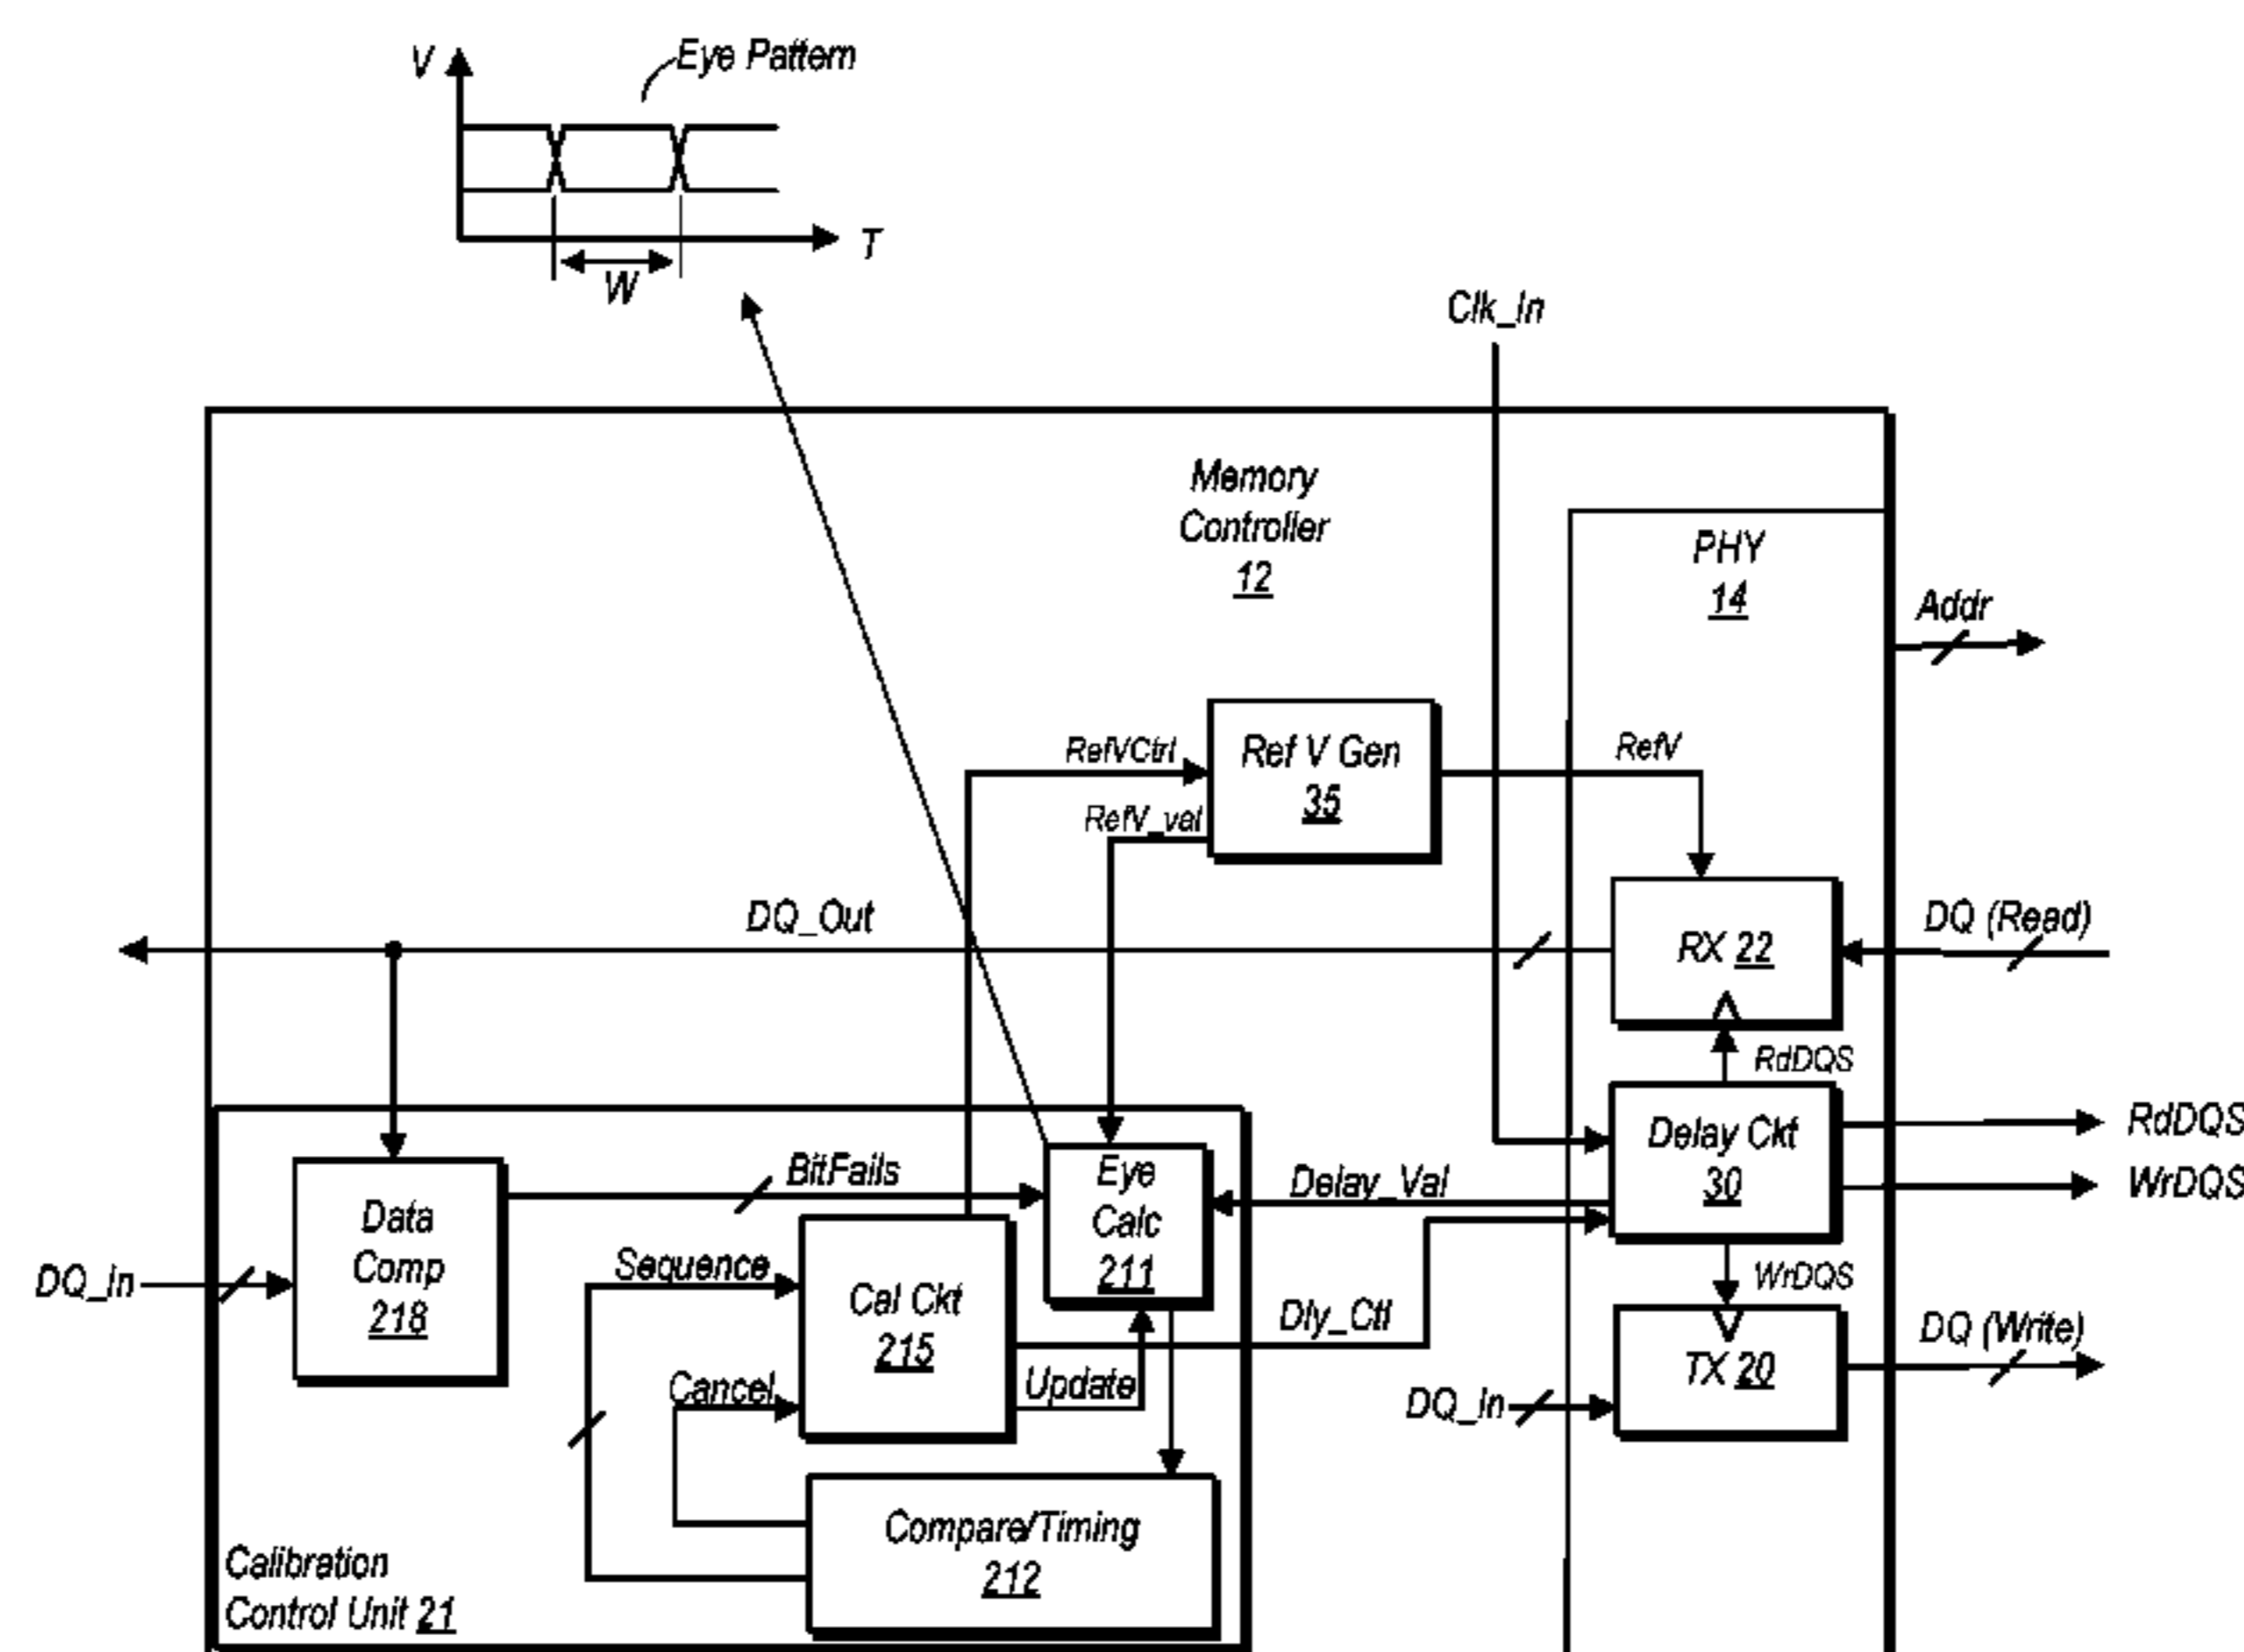 V
Eye Pattern
T
W
Clk_In
Memory
Controller
12
PHY
14
Addr
RefVCtrl
Ref V Gen
35
RefV
RefV_val
DQ_Out
RX 22
DQ (Read)
RdDQS
Delay Ckt
30
RdDQS
WrDQS
WrDQS
Data
Comp
218
BitFails
Eye
Calc
211
Delay_Val
DQ_In
Sequence
Cal Ckt
215
Dly_Ctl
Cancel
Update
DQ_In
TX 20
DQ (Write)
Compare/Timing
212
Calibration
Control Unit 21